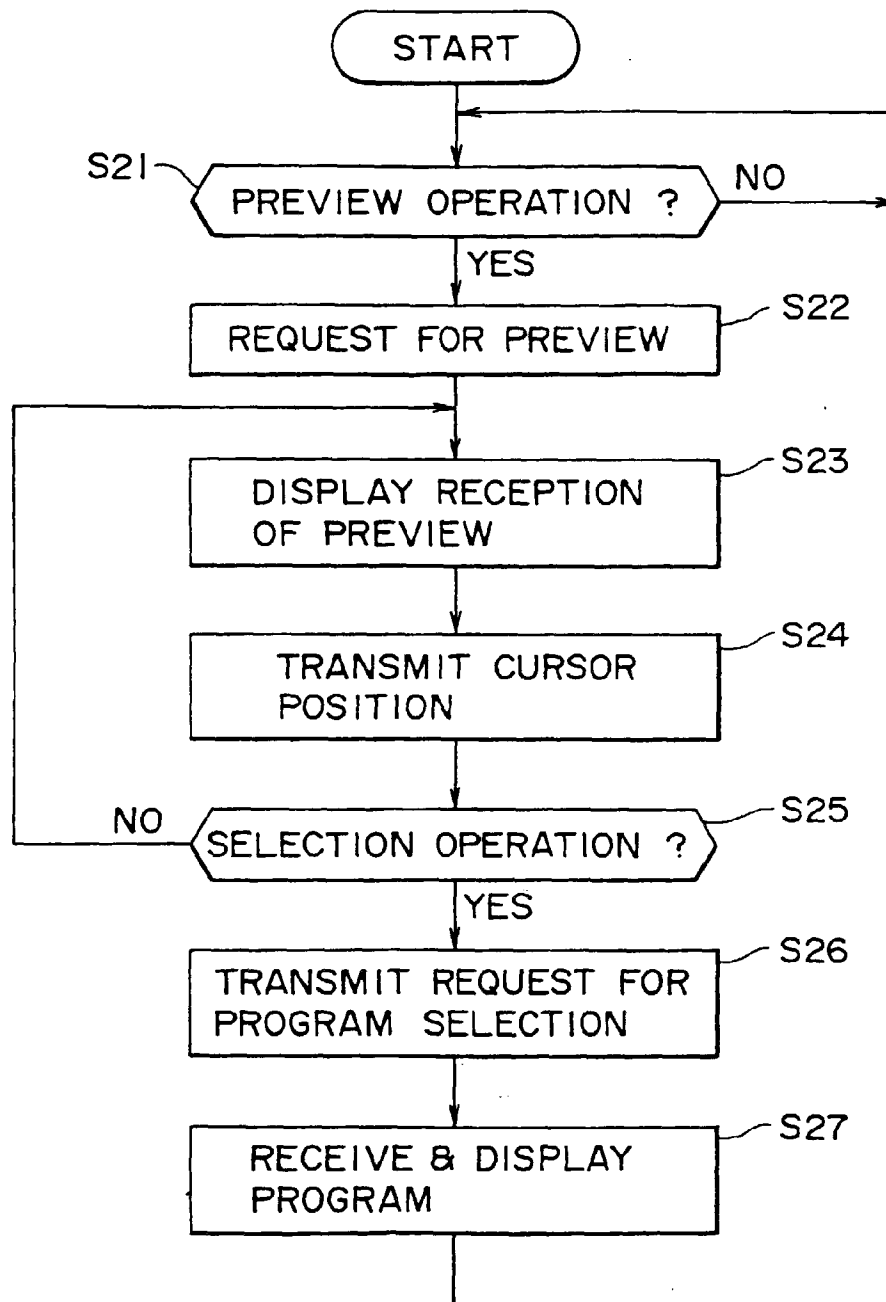 START
S21
PREVIEW OPERATION ?
NO
YES
S22
REQUEST FOR PREVIEW
S23
DISPLAY RECEPTION
OF PREVIEW
S24
TRANSMIT CURSOR
POSITION
S25
NO
SELECTION OPERATION ?
YES
S26
TRANSMIT REQUEST FOR
PROGRAM SELECTION
S27
RECEIVE & DISPLAY
PROGRAM